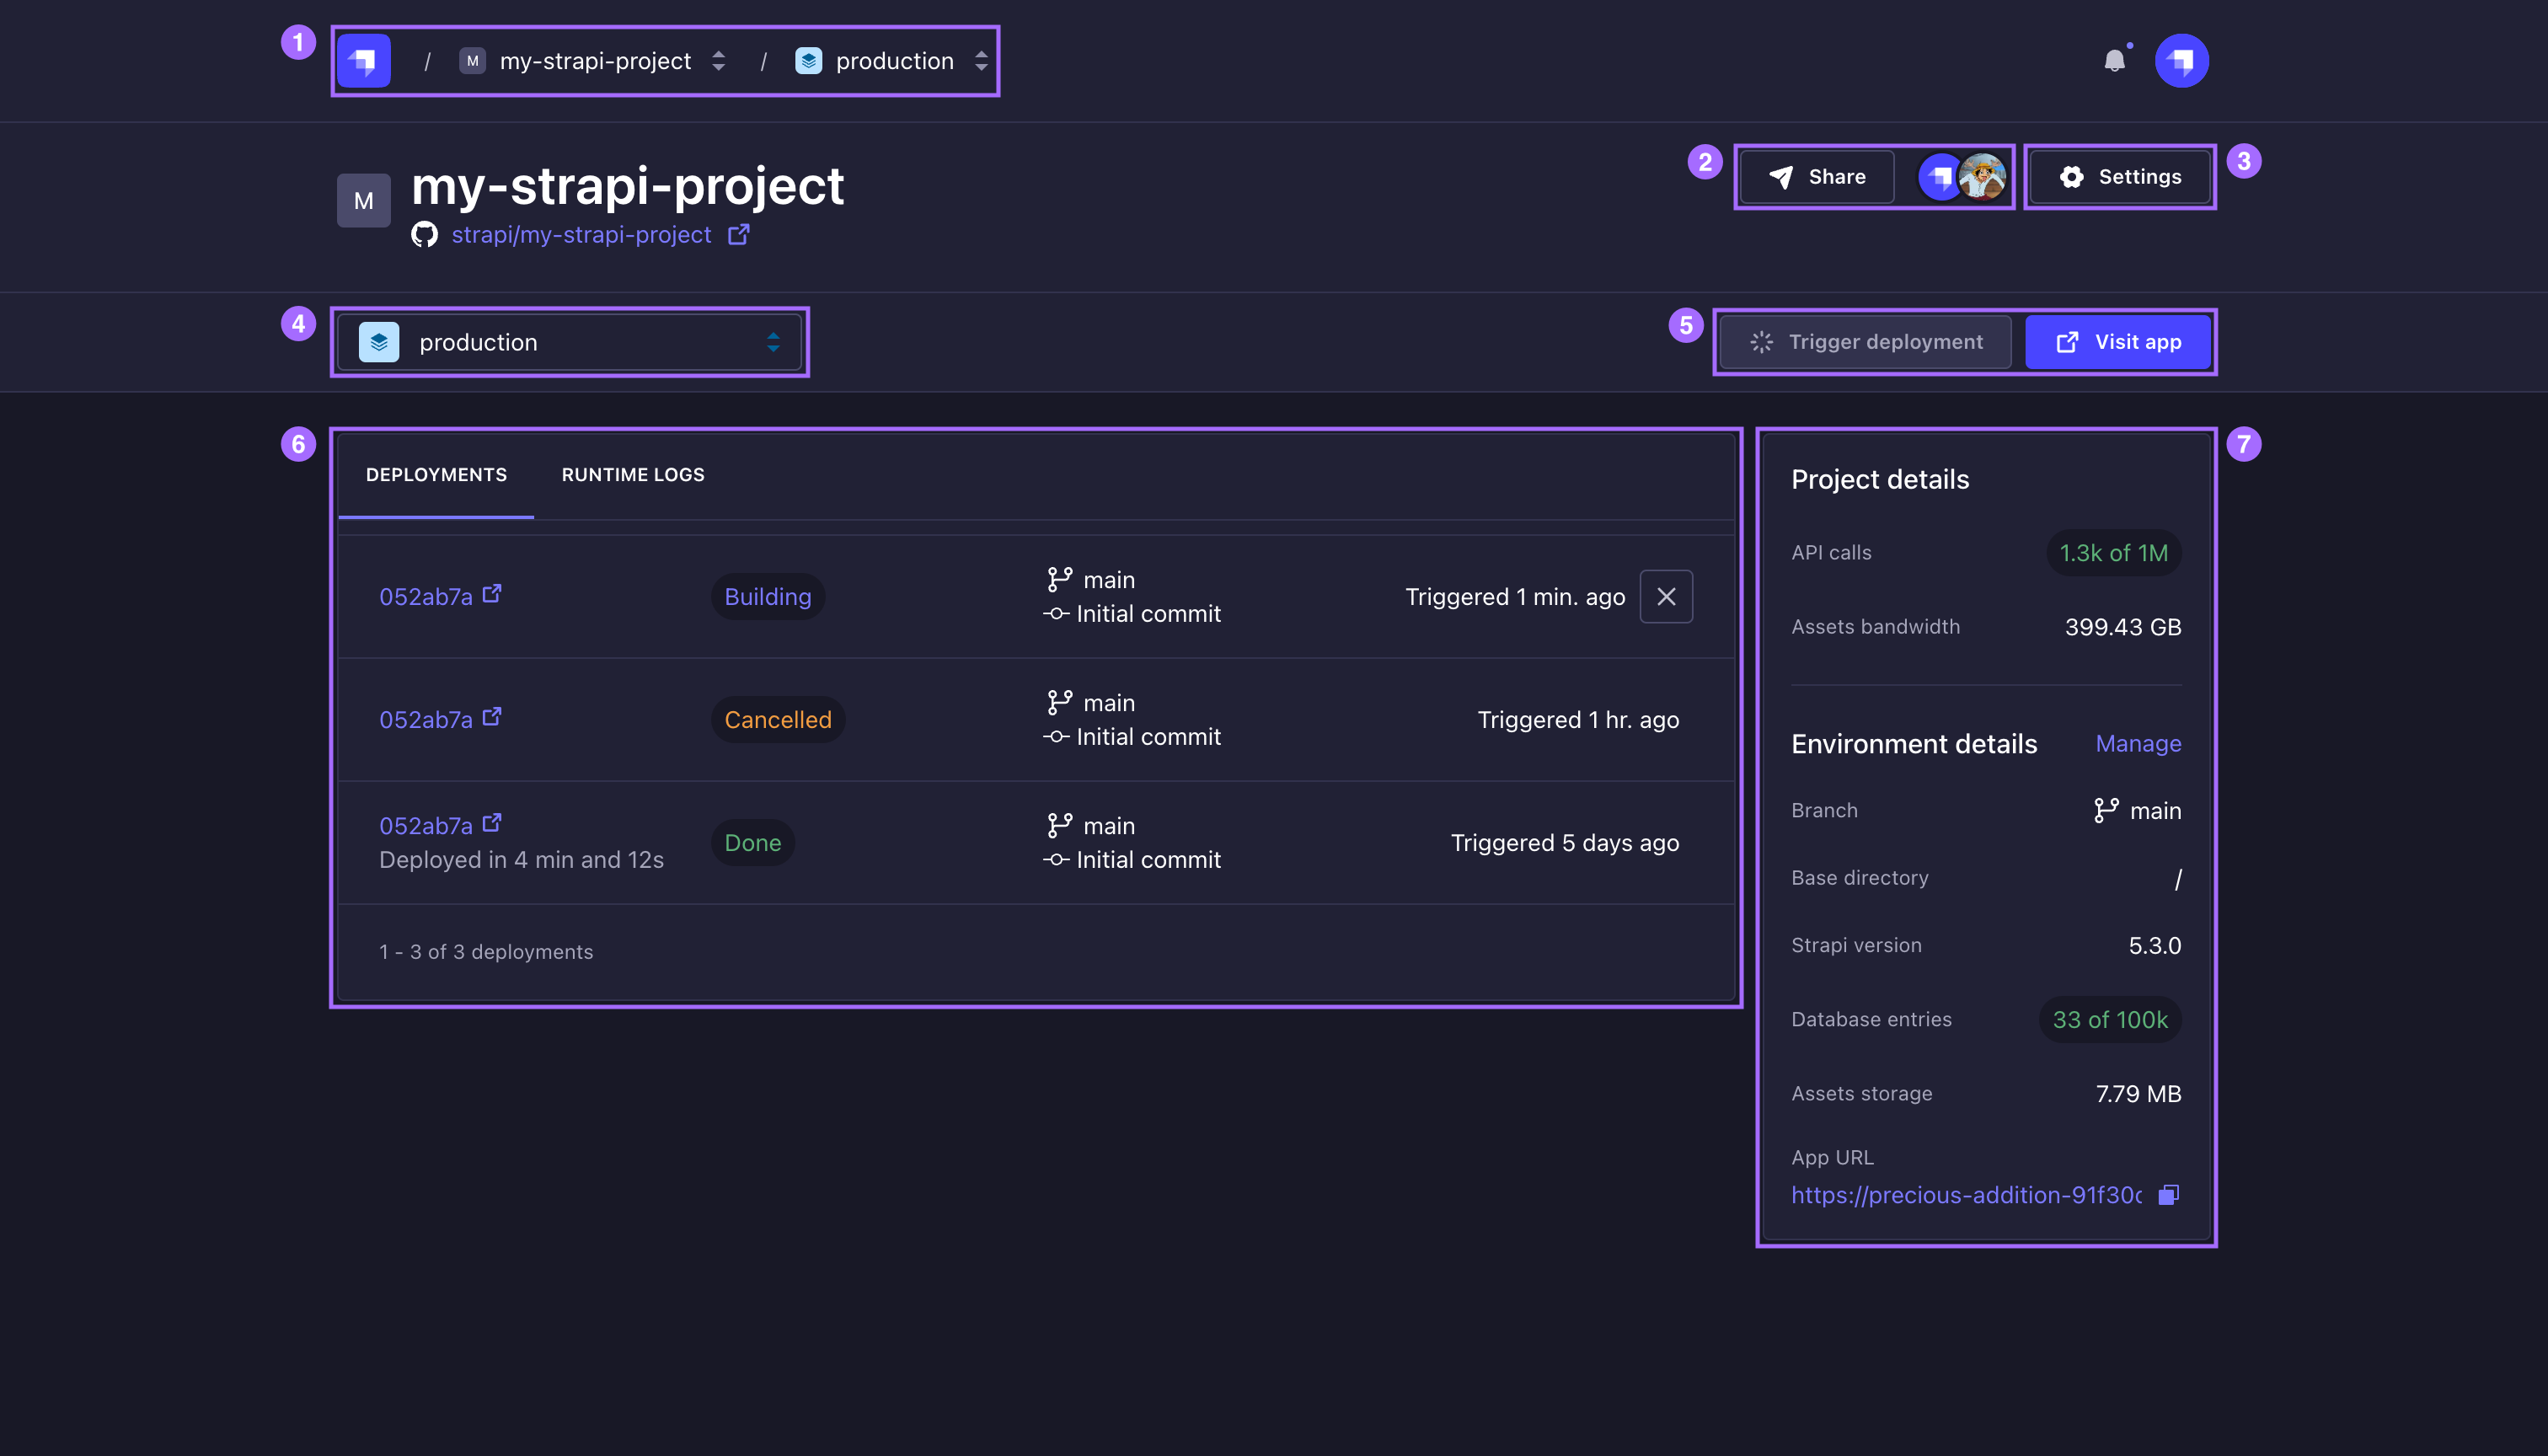 1
/ M my-strapi-project / production
my-strapi-project
M
strapi/my-strapi-project
2
Share
Settings
3
4
production
5
Trigger deployment
Visit app
6
DEPLOYMENTS RUNTIME LOGS
052ab7a
Building
main
Initial commit
Triggered 1 min. ago
052ab7a
Cancelled
main
Initial commit
Triggered 1 hr. ago
052ab7a
Deployed in 4 min and 12s
Done
main
Initial commit
Triggered 5 days ago
1 - 3 of 3 deployments
7
Project details
API calls 1.3k of 1M
Assets bandwidth 399.43 GB
Environment details Manage
Branch main
Base directory /
Strapi version 5.3.0
Database entries 33 of 100k
Assets storage 7.79 MB
App URL
https://precious-addition-91f30